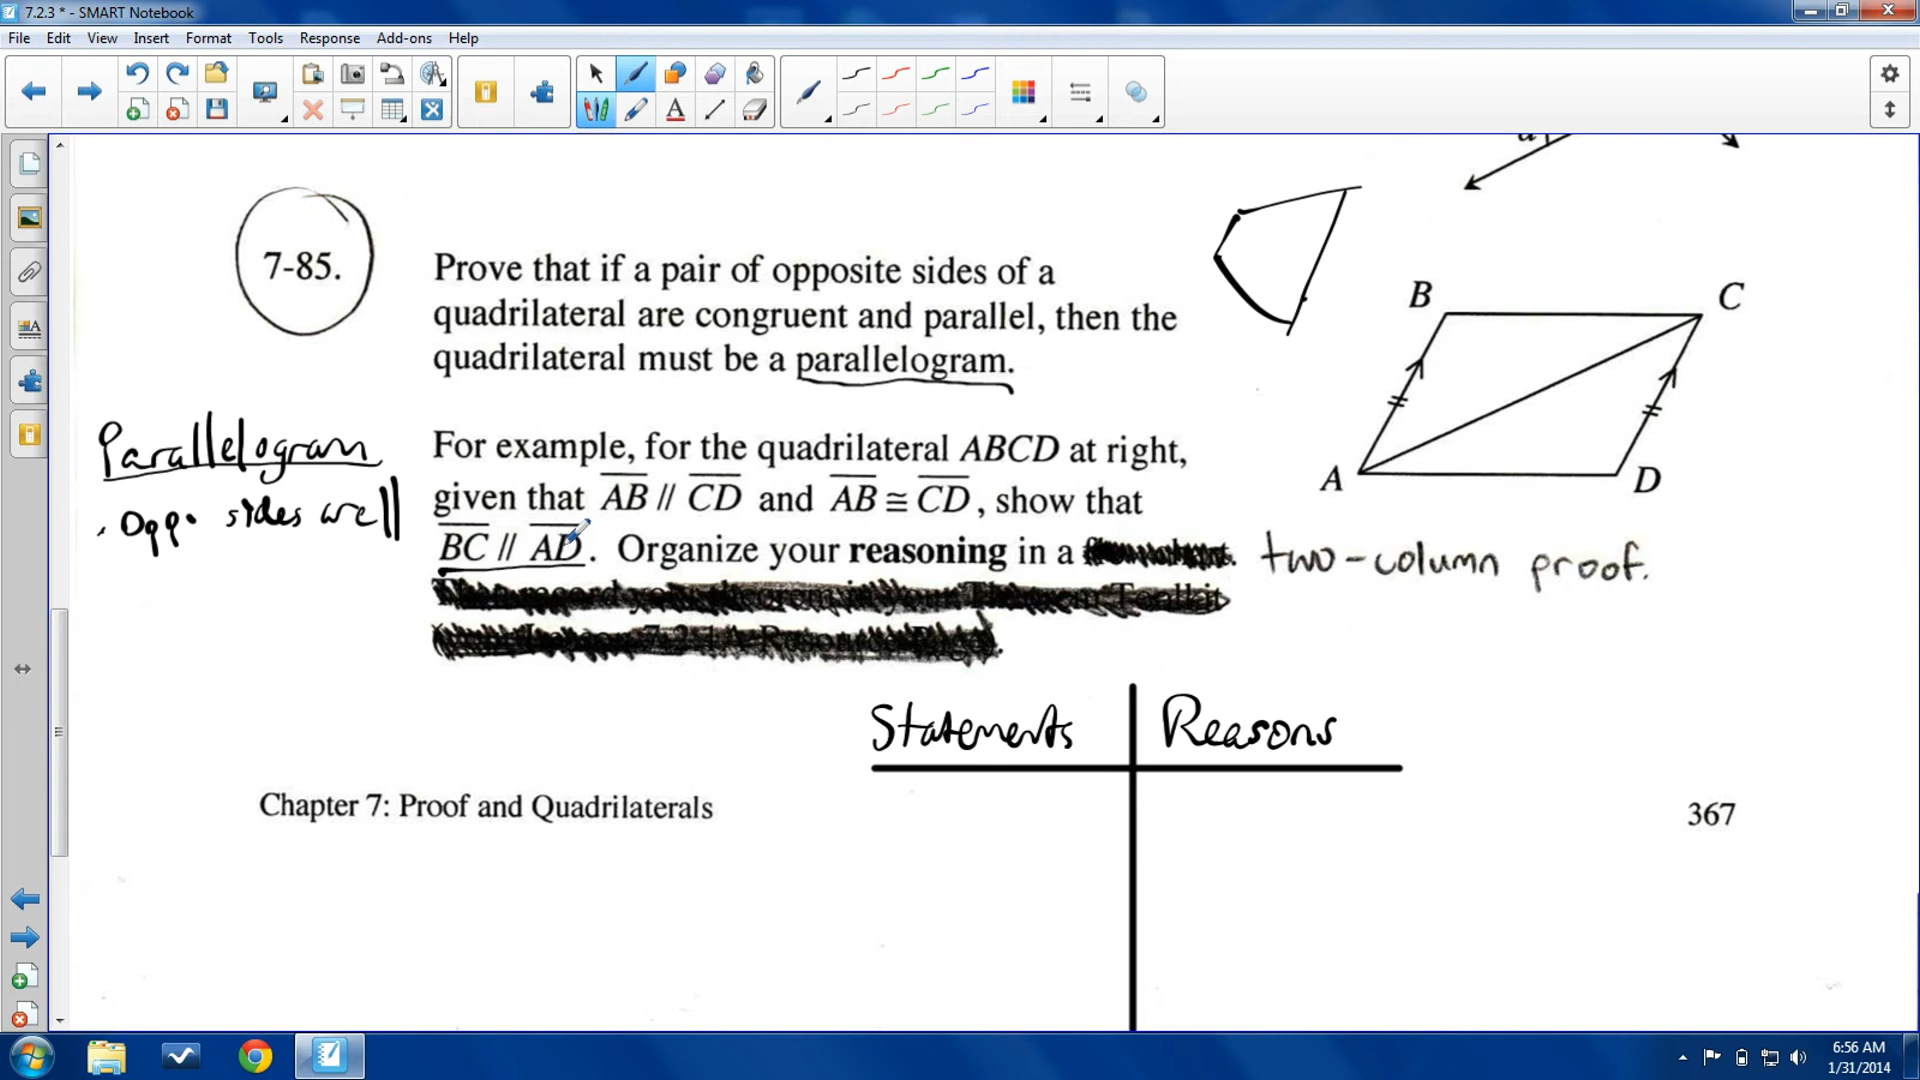 7.2.3 * - SMART Notebook
File Edit View Insert Format Tools Response Add-ons Help
7-85. Prove that if a pair of opposite sides of a
quadrilateral are congruent and parallel, then the
quadrilateral must be a parallelogram.
B C
A D
Parallelogram
. Opp. sides are ll
For example, for the quadrilateral ABCD at right,
given that AB // CD and AB ≅ CD, show that
BC // AD. Organize your reasoning in a two-column proof.
Statements Reasons
Chapter 7: Proof and Quadrilaterals 367
6:56 AM
1/31/2014